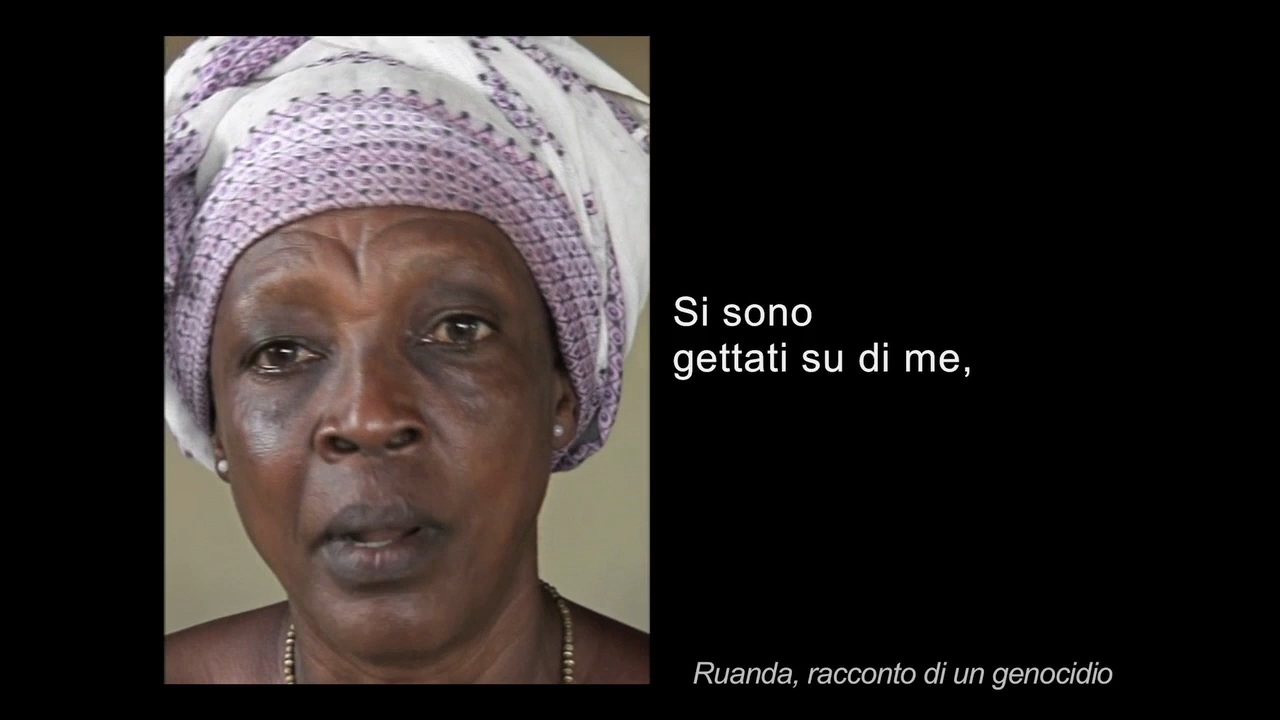 Si sono
gettati su di me,
Ruanda, racconto di un genocidio